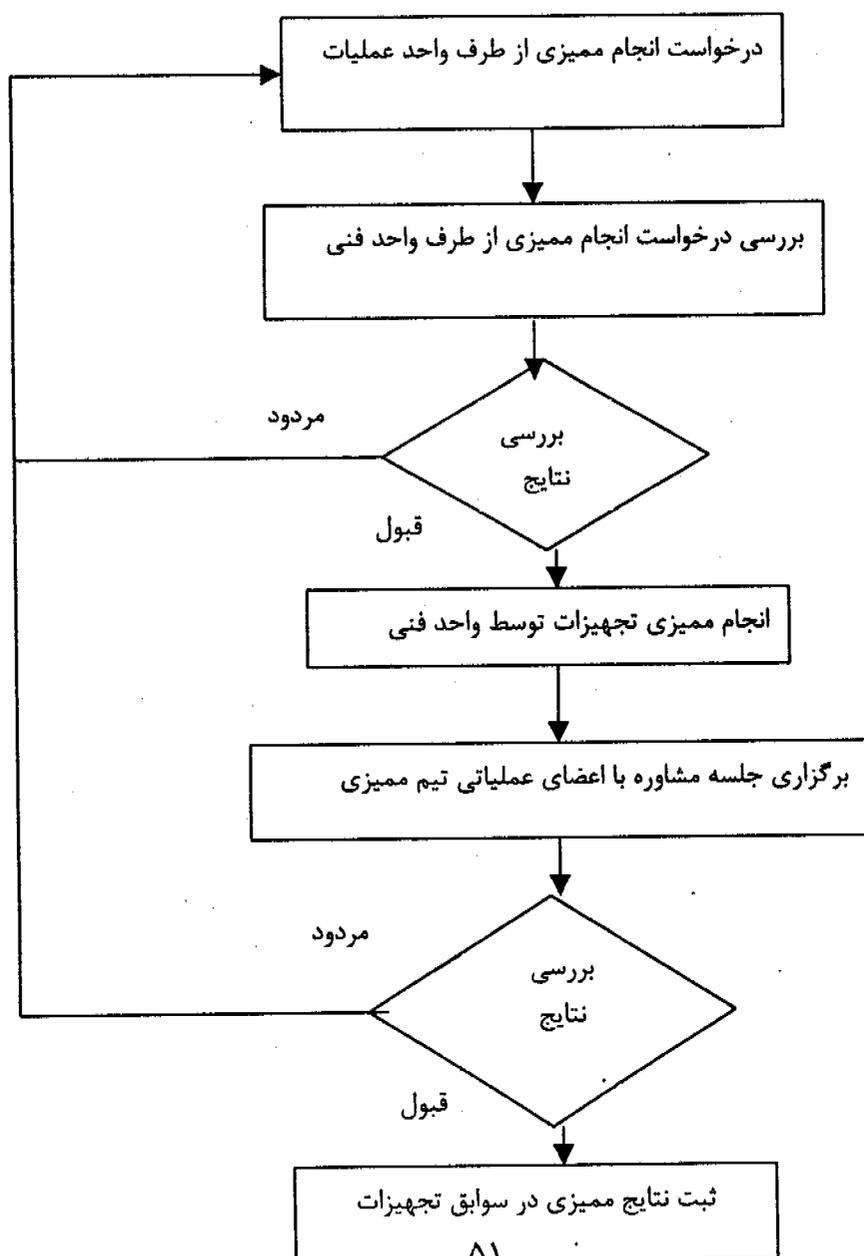 درخواست انجام ممیزی از طرف واحد عملیات
بررسی درخواست انجام ممیزی از طرف واحد فنی
مردود
بررسی
نتایج
قبول
انجام ممیزی تجهیزات توسط واحد فنی
برگزاری جلسه مشاوره با اعضای عملیاتی تیم ممیزی
مردود
بررسی
نتایج
قبول
ثبت نتایج ممیزی در سوابق تجهیزات
۵۱